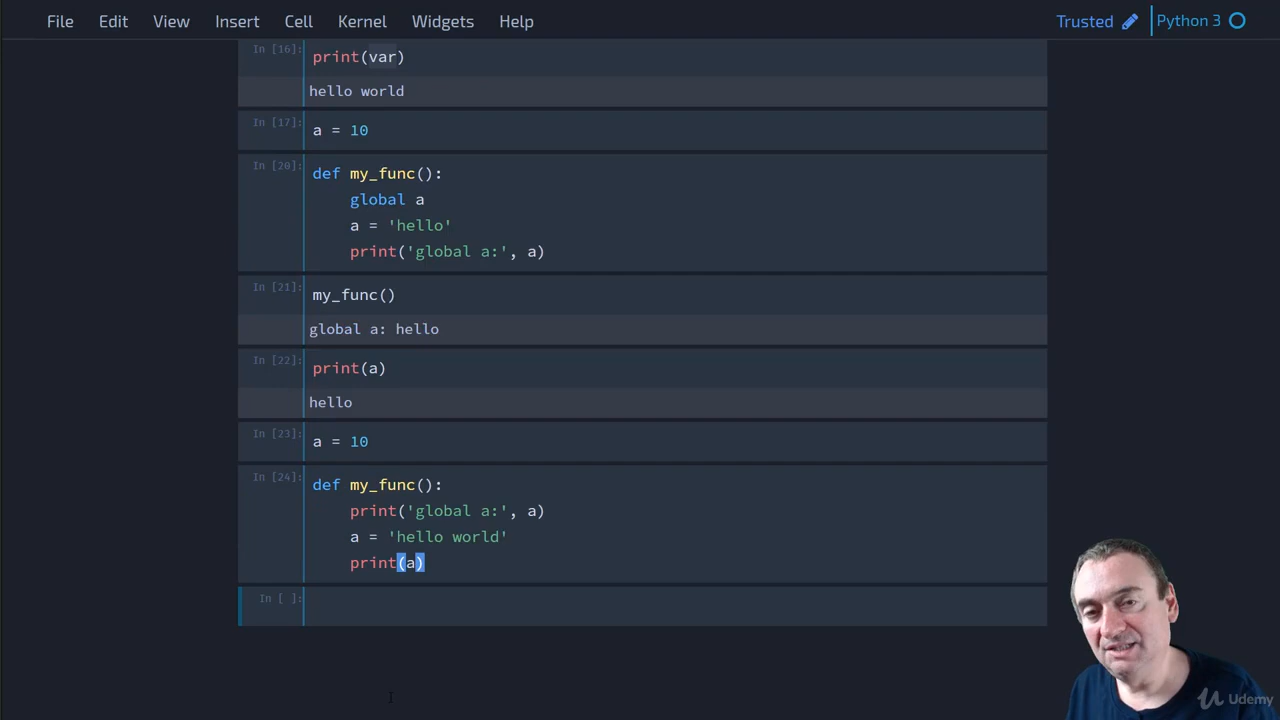 File Edit View Insert Cell Kernel Widgets Help Trusted Python 3
In [16]: print(var)
hello world
In [17]: a = 10
In [20]: def my_func():
global a
a = 'hello'
print('global a:', a)
In [21]: my_func()
global a: hello
In [22]: print(a)
hello
In [23]: a = 10
In [24]: def my_func():
print('global a:', a)
a = 'hello world'
print(a)
In [ ]:
Udemy